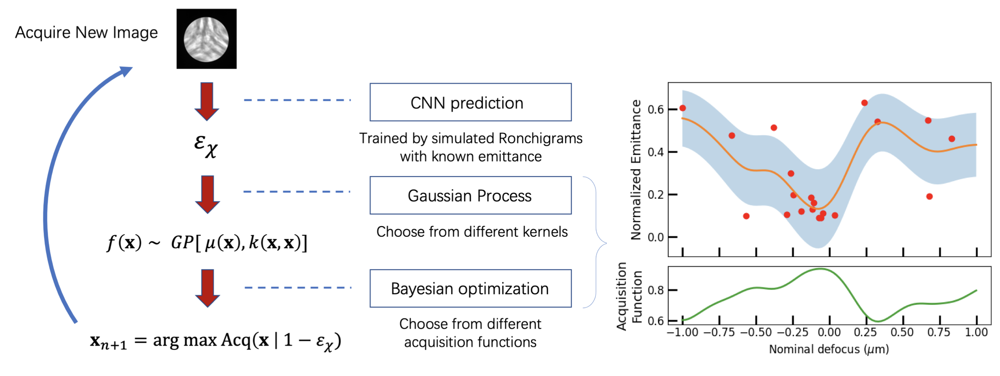 Acquire New Image
CNN prediction
Trained by simulated Ronchigrams
with known emittance
εχ
Gaussian Process
Choose from different kernels
f(x) ~ GP[ μ(x), k(x, x)]
Bayesian optimization
Choose from different
acquisition functions
xn+1 = arg max Acq(x | 1 − εχ)
Normalized Emittance
0.6
0.4
0.2
0.0
Acquisition
Function
0.8
0.6
−1.00 −0.75 −0.50 −0.25 0.00 0.25 0.50 0.75 1.00
Nominal defocus (μm)